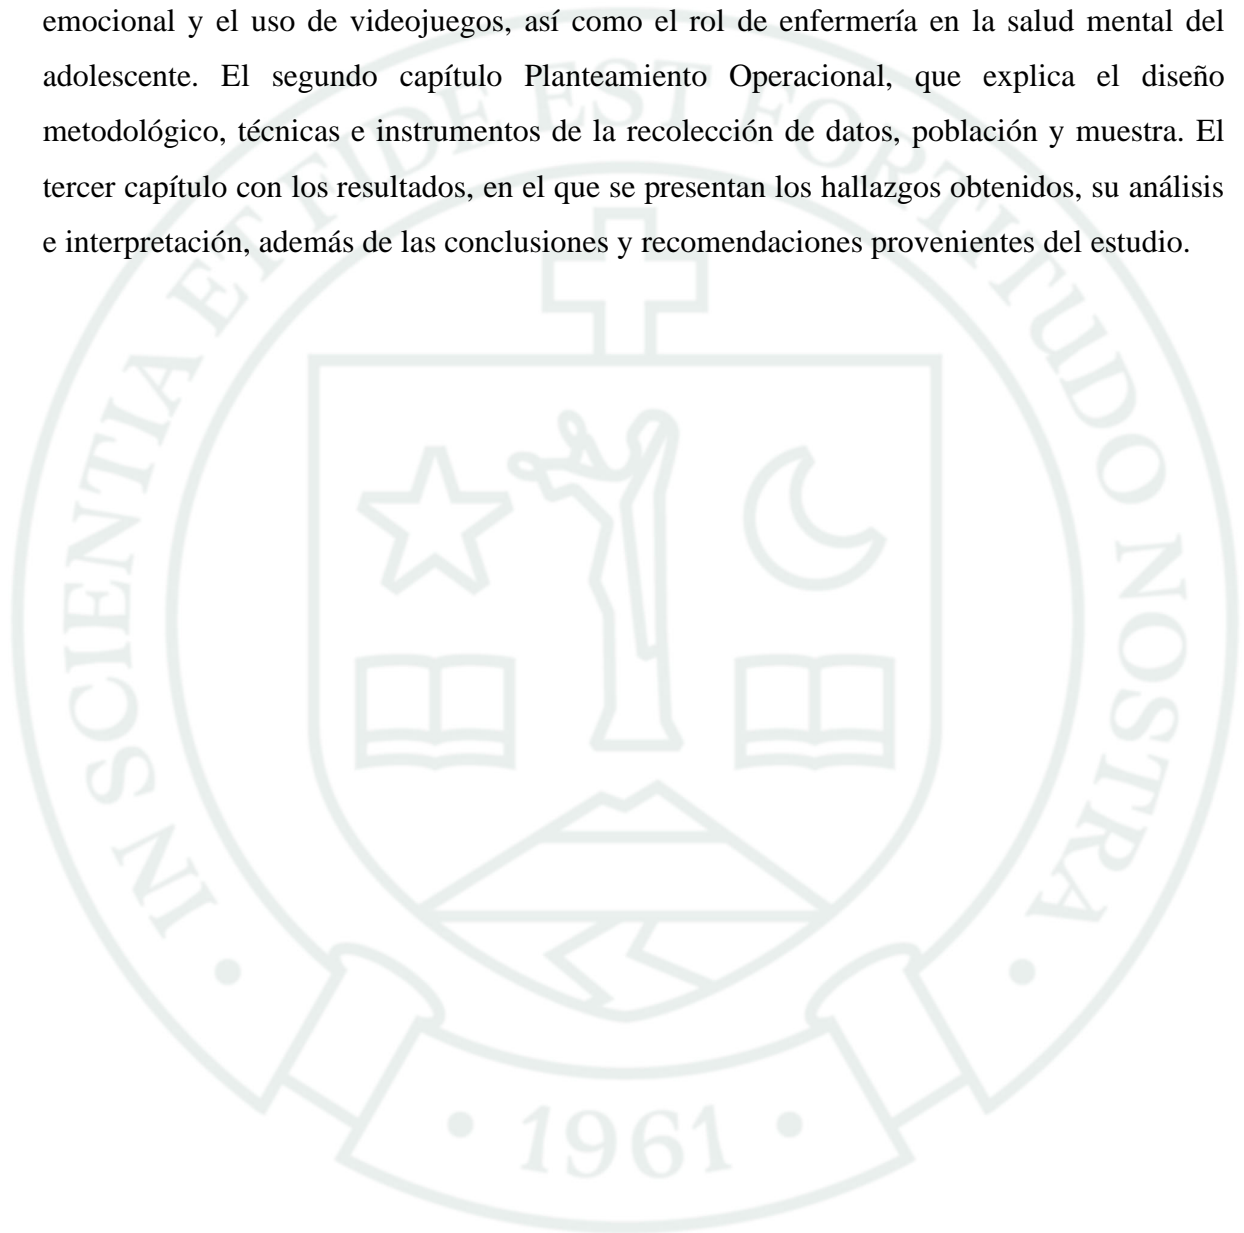 emocional y el uso de videojuegos, así como el rol de enfermería en la salud mental del
adolescente. El segundo capítulo Planteamiento Operacional, que explica el diseño
metodológico, técnicas e instrumentos de la recolección de datos, población y muestra. El
tercer capítulo con los resultados, en el que se presentan los hallazgos obtenidos, su análisis
e interpretación, además de las conclusiones y recomendaciones provenientes del estudio.
IN SCIENTIA ET FIDE EST FORTITUDO NOSTRA
• 1961 •